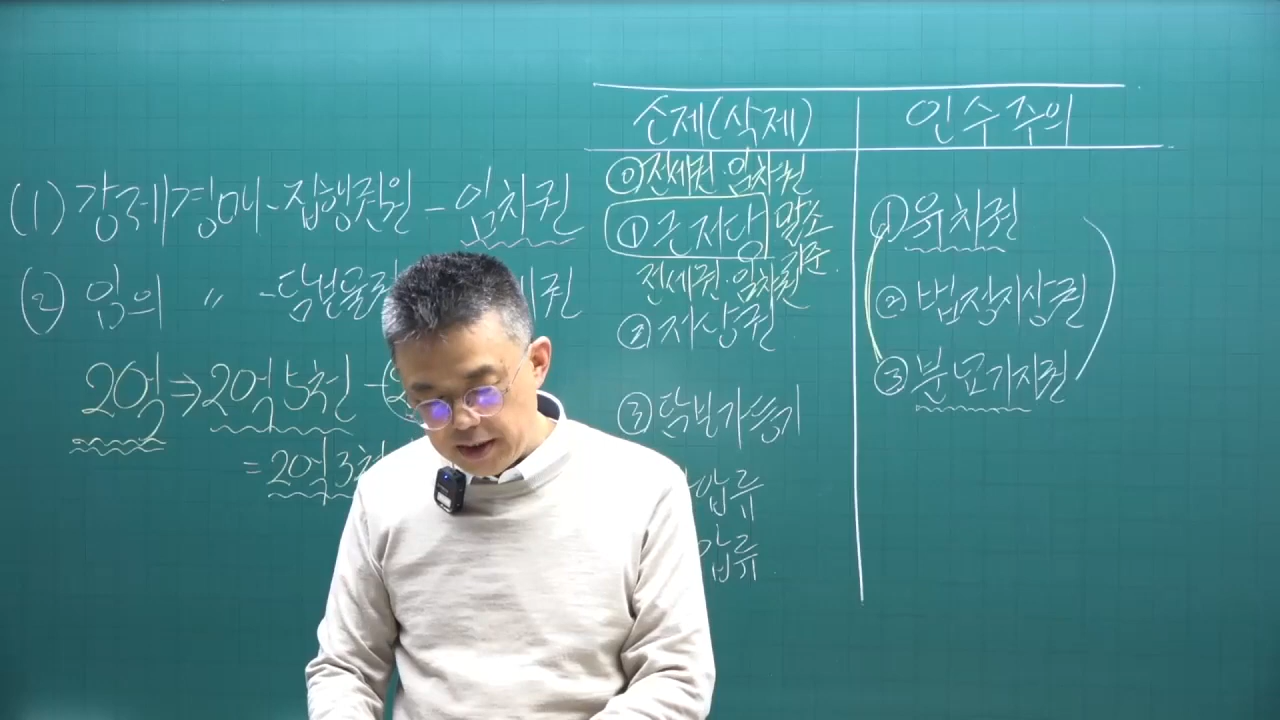 (1) 강제경매 - 집행권원 - 임차권
(2) 임의 〃 - 담보물권
20억 ⇒ 20억 5천 -
= 20억 3천
소제(삭제)
⓪ 전세권·임차권
① 근저당 말소기준
전세권·임차권
② 지상권
③ 담보가등기
압류
압류
인수주의
① 유치권
② 법정지상권
③ 분묘기지권